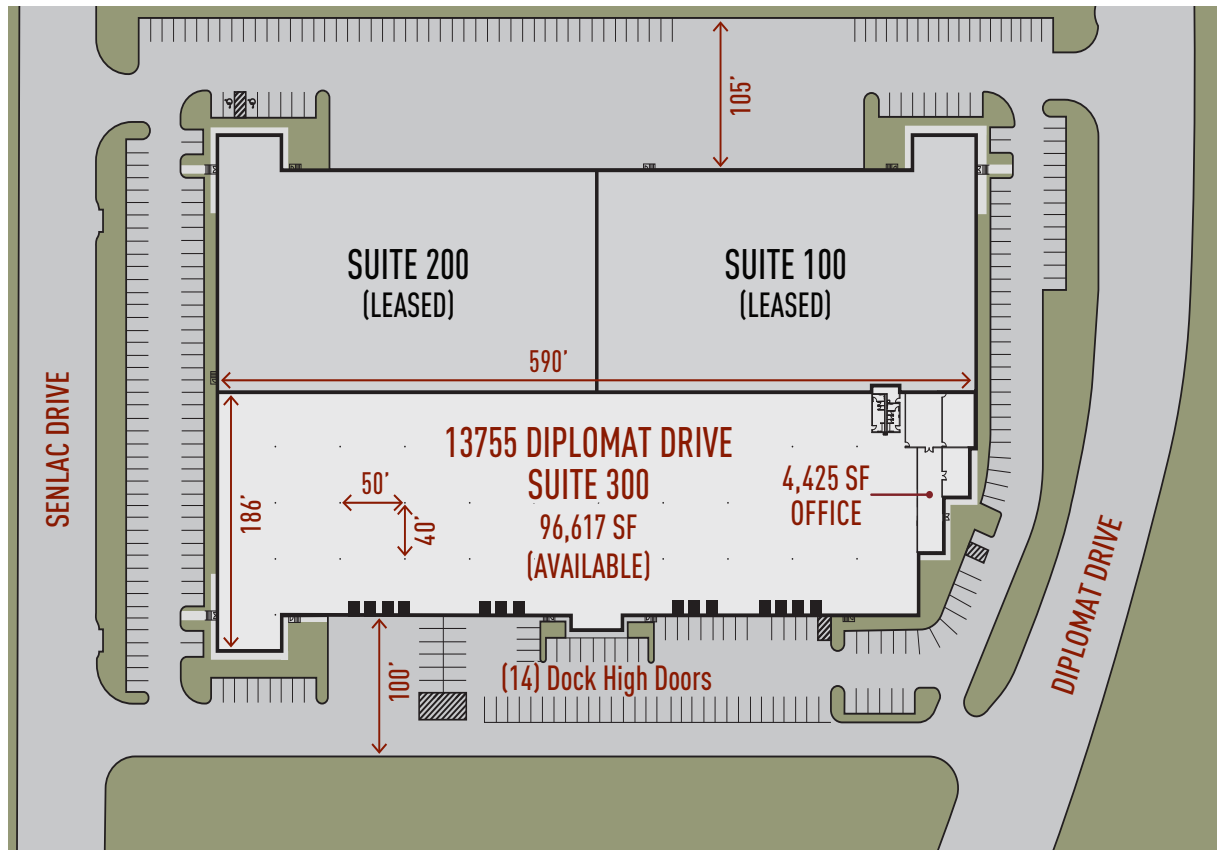 105'
SUITE 200
(LEASED)
SUITE 100
(LEASED)
590'
SENLAC DRIVE
186'
13755 DIPLOMAT DRIVE
SUITE 300
96,617 SF
(AVAILABLE)
50'
40'
4,425 SF
OFFICE
DIPLOMAT DRIVE
100'
(14) Dock High Doors